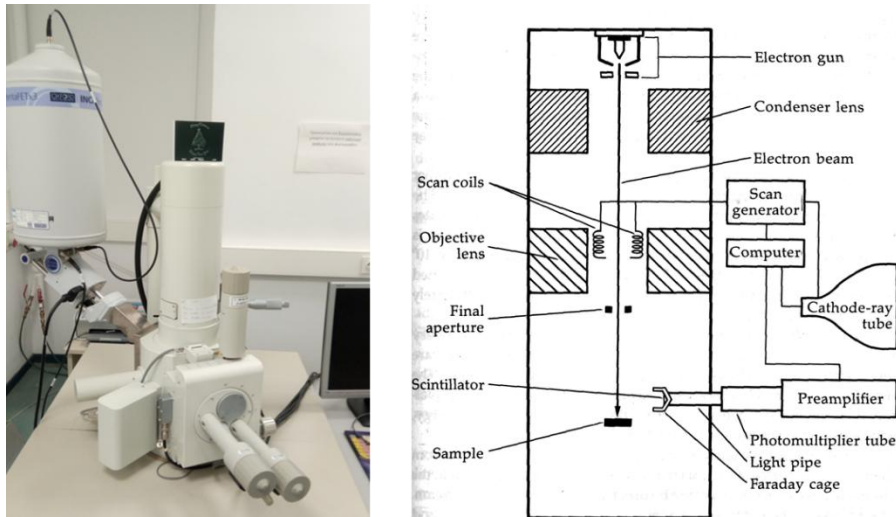 Electron gun
Condenser lens
Electron beam
Scan coils
Scan
generator
Objective
lens
Computer
Final
aperture
Cathode-ray
tube
Scintillator
Preamplifier
Sample
Photomultiplier tube
Light pipe
Faraday cage